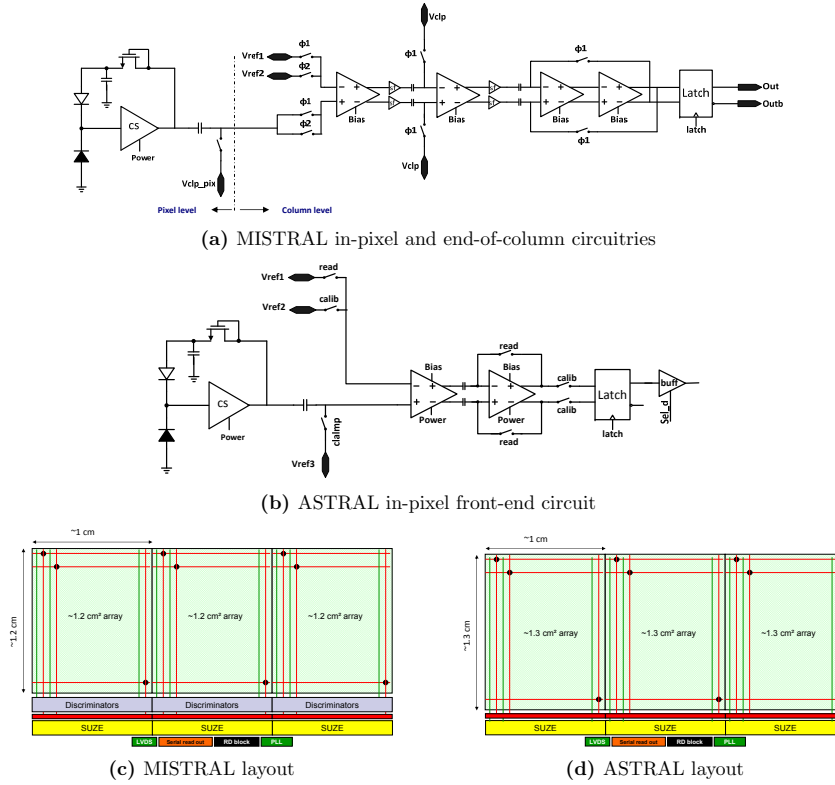 Vclp
ϕ1
ϕ1
Vref1
Vref2
ϕ2
ϕ1
ϕ1
ϕ2
CS
Power
Bias
Bias
Bias
Bias
Latch
Out
Outb
latch
ϕ1
ϕ1
Vclp_pix
Vclp
Pixel level
Column level
(a) MISTRAL in-pixel and end-of-column circuitries
read
Vref1
calib
Vref2
CS
Power
clalmp
Vref3
Bias
Power
read
Bias
Power
read
calib
calib
Latch
latch
buff
Sel_d
(b) ASTRAL in-pixel front-end circuit
~1 cm
~1.2 cm
~1.2 cm² array
~1.2 cm² array
~1.2 cm² array
Discriminators
Discriminators
Discriminators
SUZE
SUZE
SUZE
LVDS
Serial read out
RD block
PLL
(c) MISTRAL layout
~1 cm
~1.3 cm
~1.3 cm² array
~1.3 cm² array
~1.3 cm² array
SUZE
SUZE
SUZE
LVDS
Serial read out
RD block
PLL
(d) ASTRAL layout